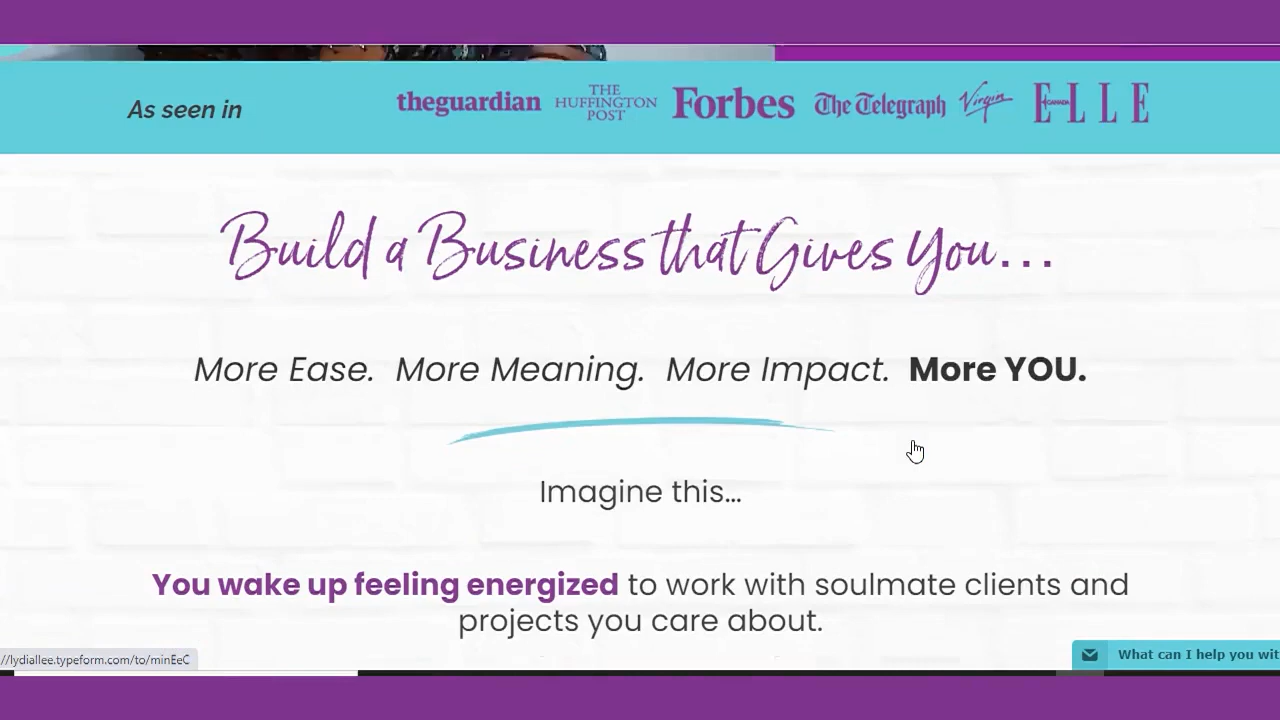 As seen in
theguardian
THE
HUFFINGTON
POST
Forbes
The Telegraph
Virgin
ELLE
CANADA
Build a Business that Gives You...
More Ease. More Meaning. More Impact. More YOU.
Imagine this...
You wake up feeling energized to work with soulmate clients and
projects you care about.
//lydiallee.typeform.com/to/minEeC
What can I help you wit